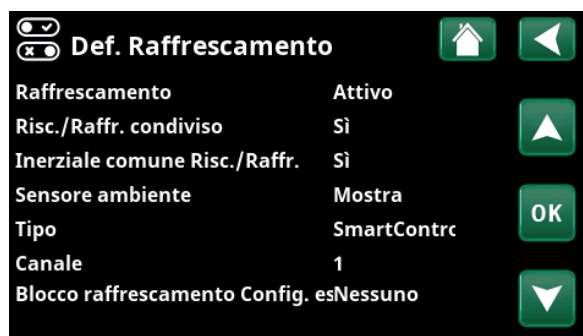 Def. Raffrescamento
Raffrescamento Attivo
Risc./Raffr. condiviso Sì
Inerziale comune Risc./Raffr. Sì
Sensore ambiente Mostra
Tipo SmartContrc
OK
Canale 1
Blocco raffrescamento Config. esNessuno